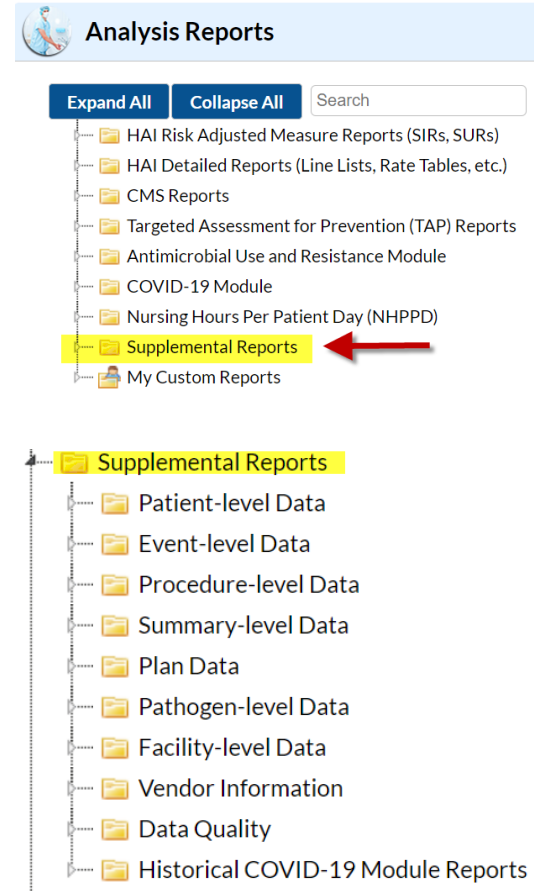 Analysis Reports
Expand All
Collapse All
Search
HAI Risk Adjusted Measure Reports (SIRs, SURs)
HAI Detailed Reports (Line Lists, Rate Tables, etc.)
CMS Reports
Targeted Assessment for Prevention (TAP) Reports
Antimicrobial Use and Resistance Module
COVID-19 Module
Nursing Hours Per Patient Day (NHPPD)
Supplemental Reports
My Custom Reports
Supplemental Reports
Patient-level Data
Event-level Data
Procedure-level Data
Summary-level Data
Plan Data
Pathogen-level Data
Facility-level Data
Vendor Information
Data Quality
Historical COVID-19 Module Reports